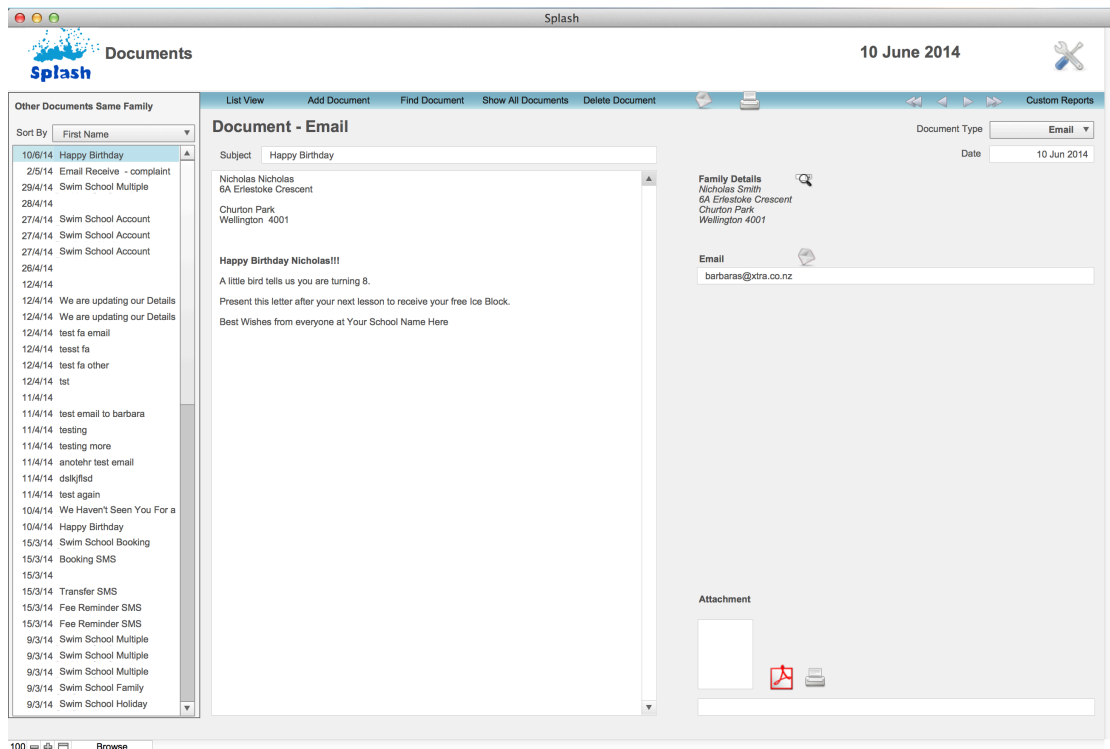 Splash
Documents
Splash
10 June 2014
Other Documents Same Family
List View
Add Document
Find Document
Show All Documents
Delete Document
Custom Reports
Sort By First Name
Document - Email
Document Type Email
Subject Happy Birthday
Date 10 Jun 2014
10/6/14 Happy Birthday
2/5/14 Email Receive - complaint
29/4/14 Swim School Multiple
28/4/14
27/4/14 Swim School Account
27/4/14 Swim School Account
27/4/14 Swim School Account
26/4/14
12/4/14
12/4/14 We are updating our Details
12/4/14 We are updating our Details
12/4/14 test fa email
12/4/14 tesst fa
12/4/14 test fa other
12/4/14 tst
11/4/14
11/4/14 test email to barbara
11/4/14 testing
11/4/14 testing more
11/4/14 anotehr test email
11/4/14 dslkjflsd
11/4/14 test again
10/4/14 We Haven't Seen You For a
10/4/14 Happy Birthday
15/3/14 Swim School Booking
15/3/14 Booking SMS
15/3/14
15/3/14 Transfer SMS
15/3/14 Fee Reminder SMS
15/3/14 Fee Reminder SMS
9/3/14 Swim School Multiple
9/3/14 Swim School Multiple
9/3/14 Swim School Multiple
9/3/14 Swim School Family
9/3/14 Swim School Holiday
Nicholas Nicholas
6A Erlestoke Crescent
Churton Park
Wellington 4001
Happy Birthday Nicholas!!!
A little bird tells us you are turning 8.
Present this letter after your next lesson to receive your free Ice Block.
Best Wishes from everyone at Your School Name Here
Family Details
Nicholas Smith
6A Erlestoke Crescent
Churton Park
Wellington 4001
Email
barbaras@xtra.co.nz
Attachment
100
Browse